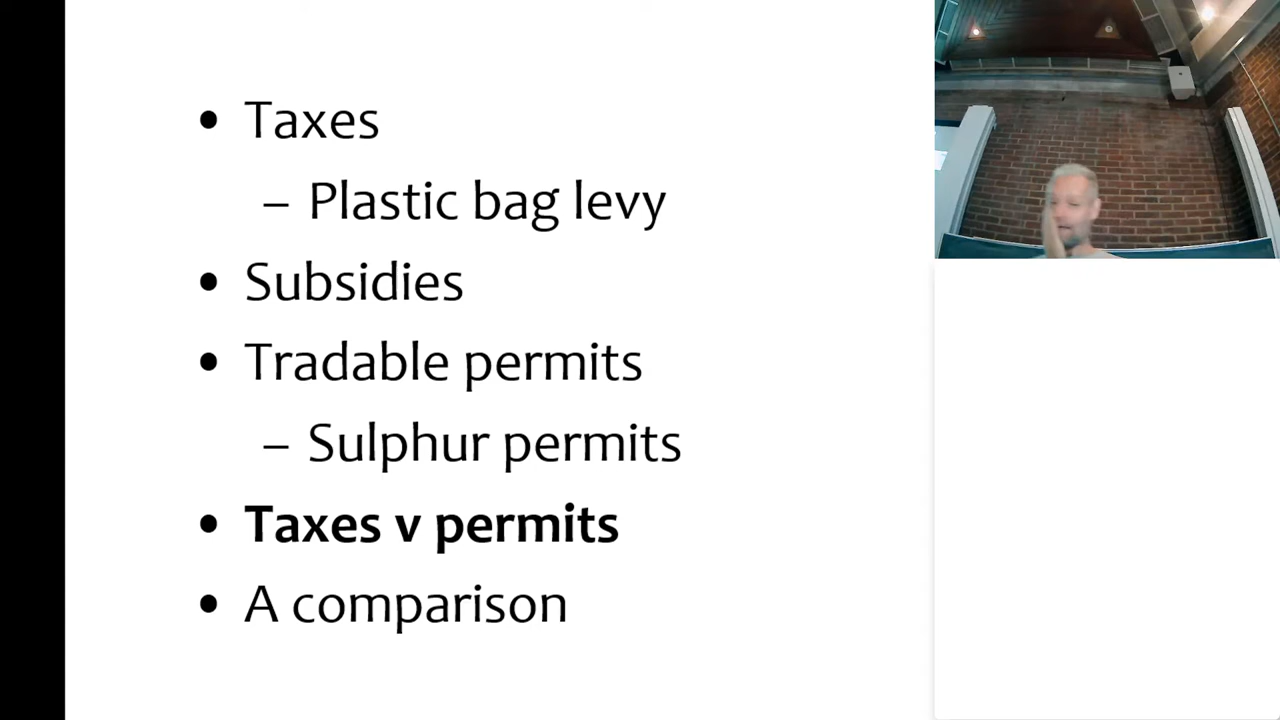 • Taxes
– Plastic bag levy
• Subsidies
• Tradable permits
– Sulphur permits
• Taxes v permits
• A comparison